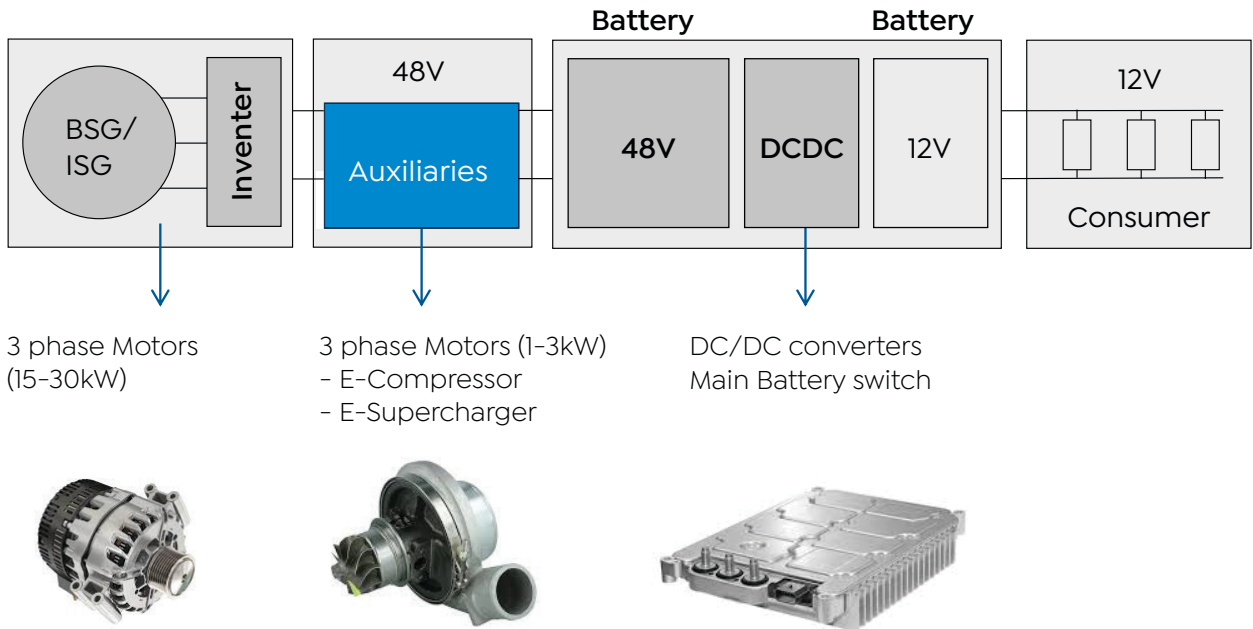 Battery
Battery
BSG/
ISG
Inventer
48V
Auxiliaries
48V
DCDC
12V
12V
Consumer
3 phase Motors
(15-30kW)
3 phase Motors (1-3kW)
- E-Compressor
- E-Supercharger
DC/DC converters
Main Battery switch